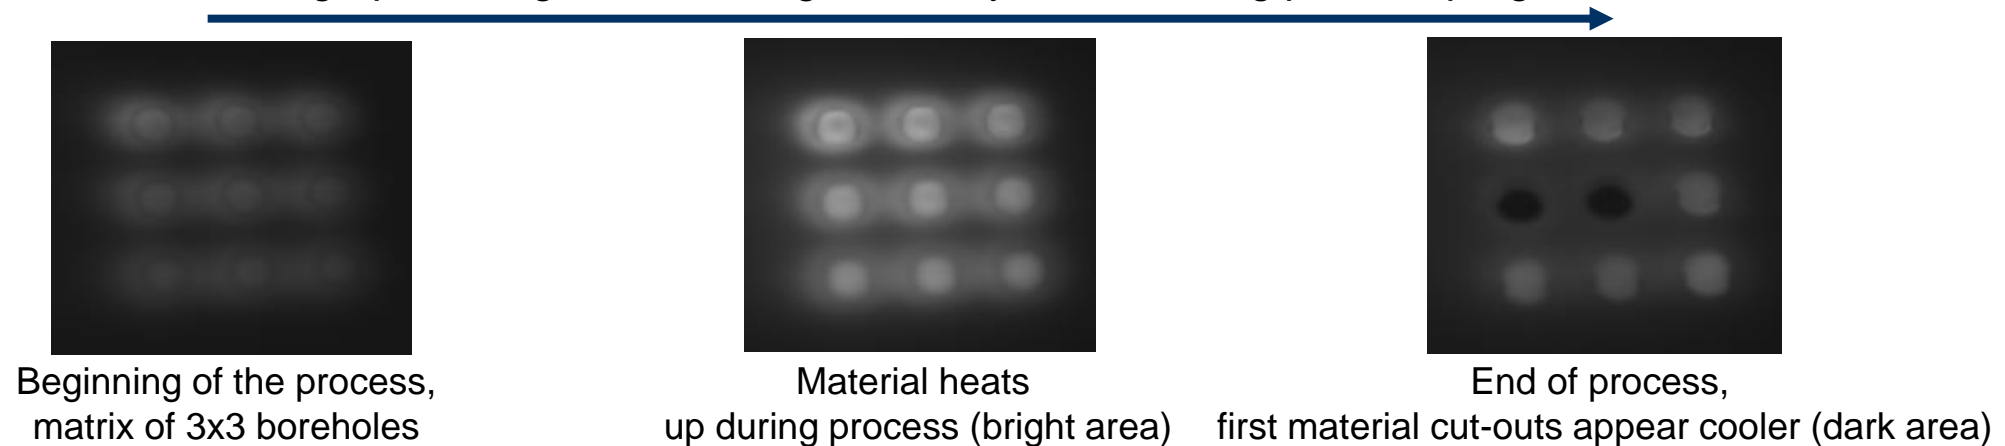 Beginning of the process,
matrix of 3x3 boreholes
Material heats
up during process (bright area)
End of process,
first material cut-outs appear cooler (dark area)